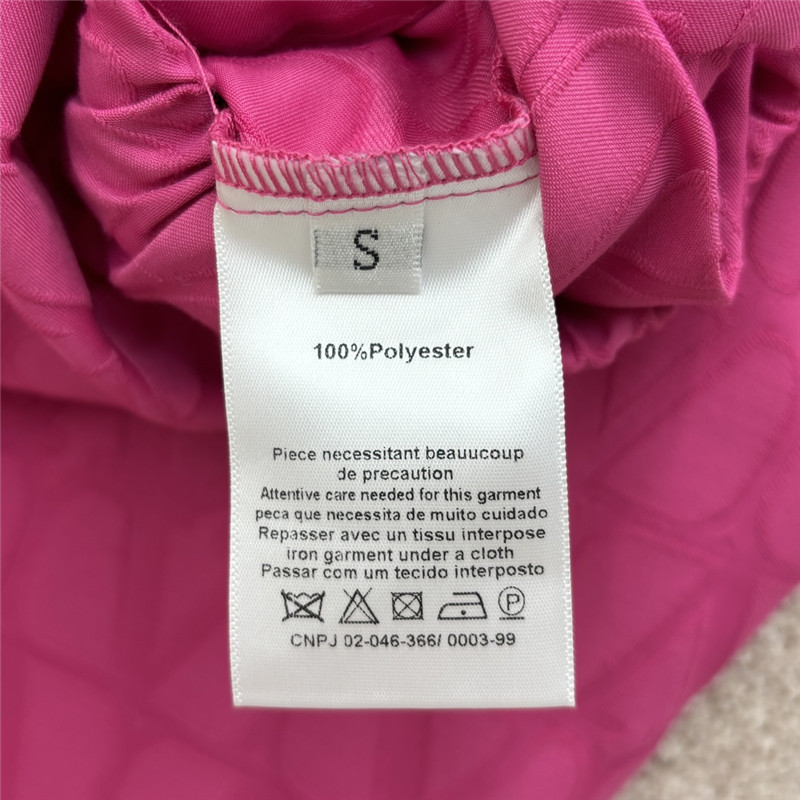 S
100%Polyester
Piece necessitant beauucoup
de precaution
Attentive care needed for this garment
peca que necessita de muito cuidado
Repasser avec un tissu interpose
iron garment under a cloth
Passar com um tecido interposto
P
CNPJ 02-046-366/ 0003-99